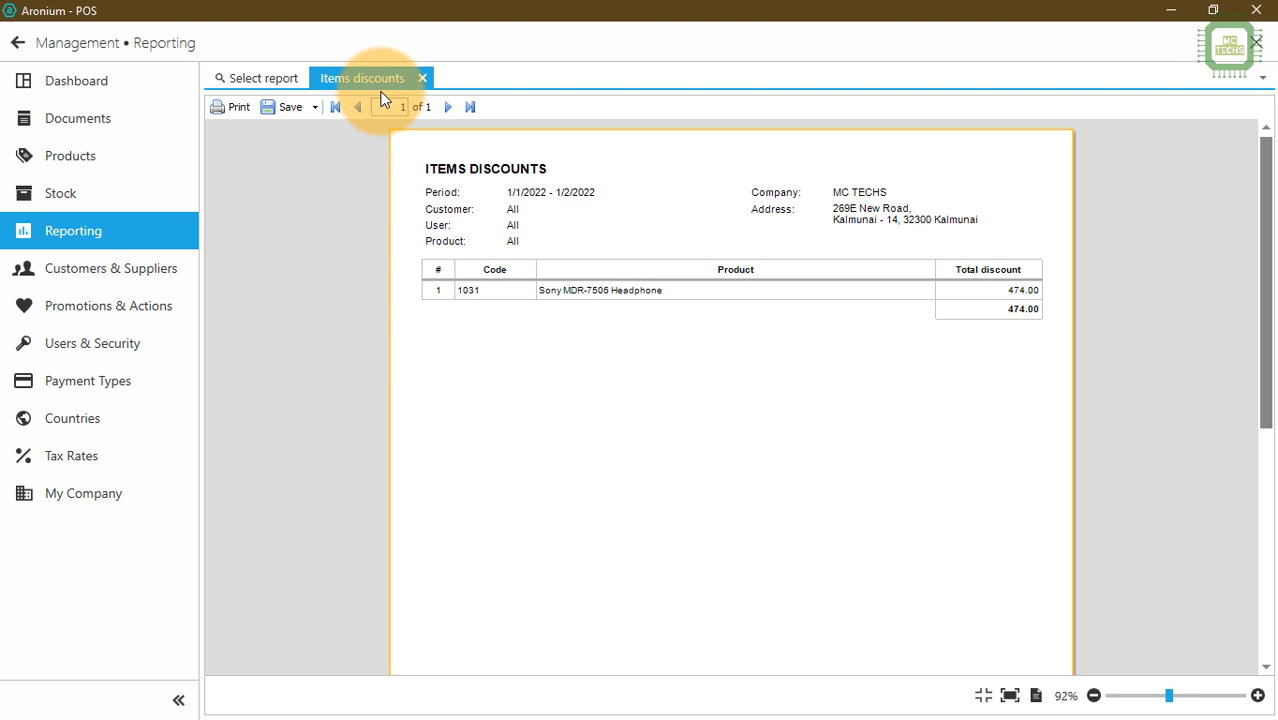 Aronium - POS
Management • Reporting
MC
TECHS
Dashboard
Documents
Products
Stock
Reporting
Customers & Suppliers
Promotions & Actions
Users & Security
Payment Types
Countries
Tax Rates
My Company
Select report
Items discounts
Print Save 1 of 1
ITEMS DISCOUNTS
Period: 1/1/2022 - 1/2/2022
Customer: All
User: All
Product: All
Company: MC TECHS
Address: 269E New Road,
Kalmunai - 14, 32300 Kalmunai
# Code Product Total discount
1 1031 Sony MDR-7506 Headphone 474.00
474.00
92%